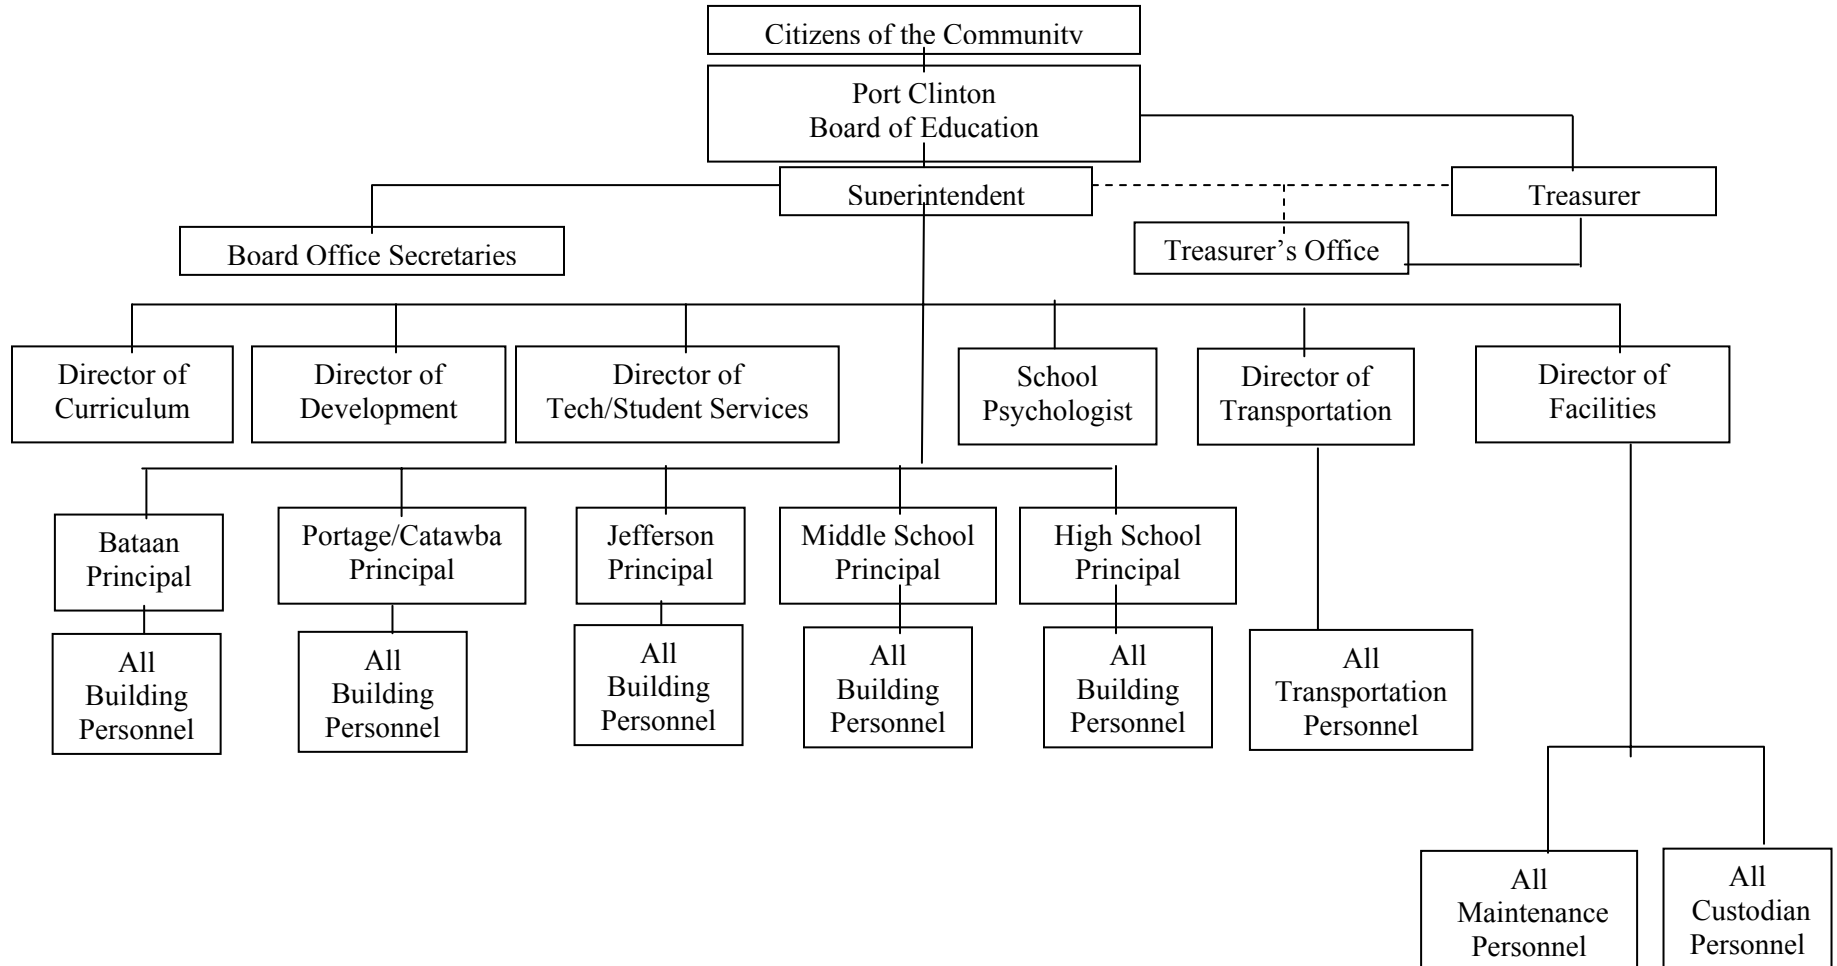 Citizens of the Community
Port Clinton
Board of Education
Superintendent
Treasurer
Board Office Secretaries
Treasurer’s Office
Director of
Curriculum
Director of
Development
Director of
Tech/Student Services
School
Psychologist
Director of
Transportation
Director of
Facilities
Bataan
Principal
Portage/Catawba
Principal
Jefferson
Principal
Middle School
Principal
High School
Principal
All
Building
Personnel
All
Building
Personnel
All
Building
Personnel
All
Building
Personnel
All
Building
Personnel
All
Transportation
Personnel
All
Maintenance
Personnel
All
Custodian
Personnel